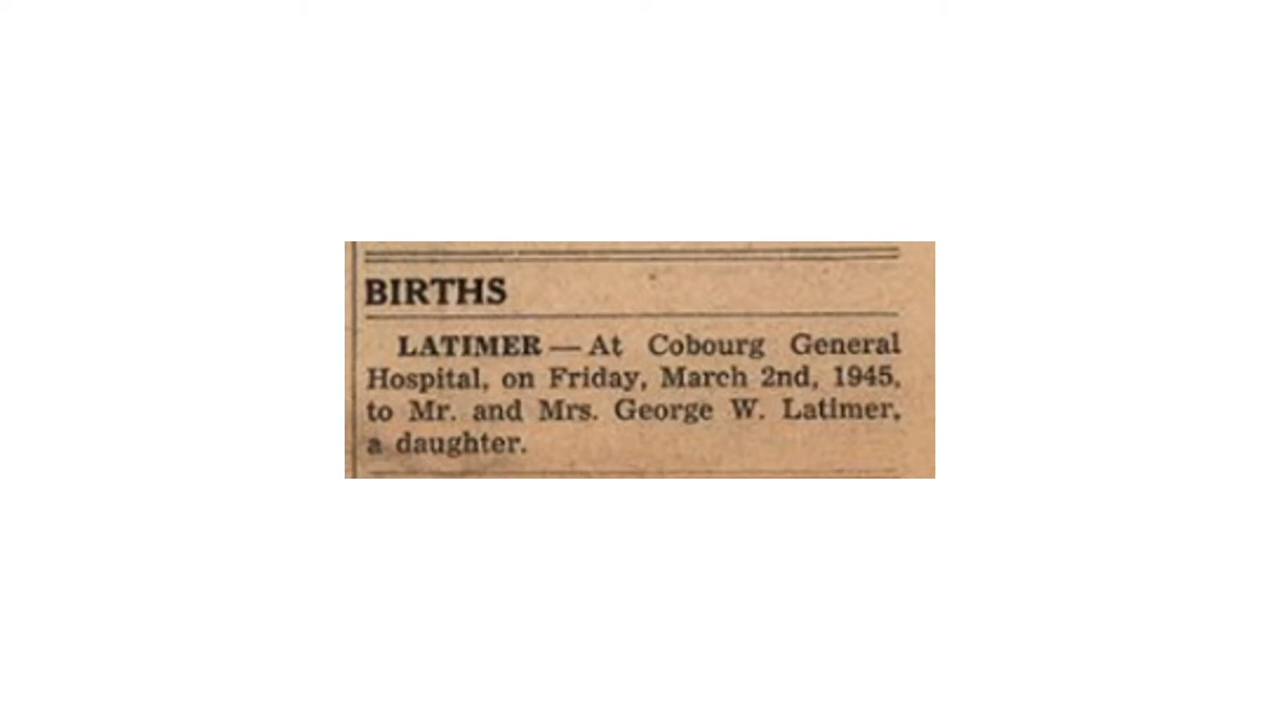 BIRTHS
LATIMER — At Cobourg General
Hospital, on Friday, March 2nd, 1945,
to Mr. and Mrs. George W. Latimer,
a daughter.